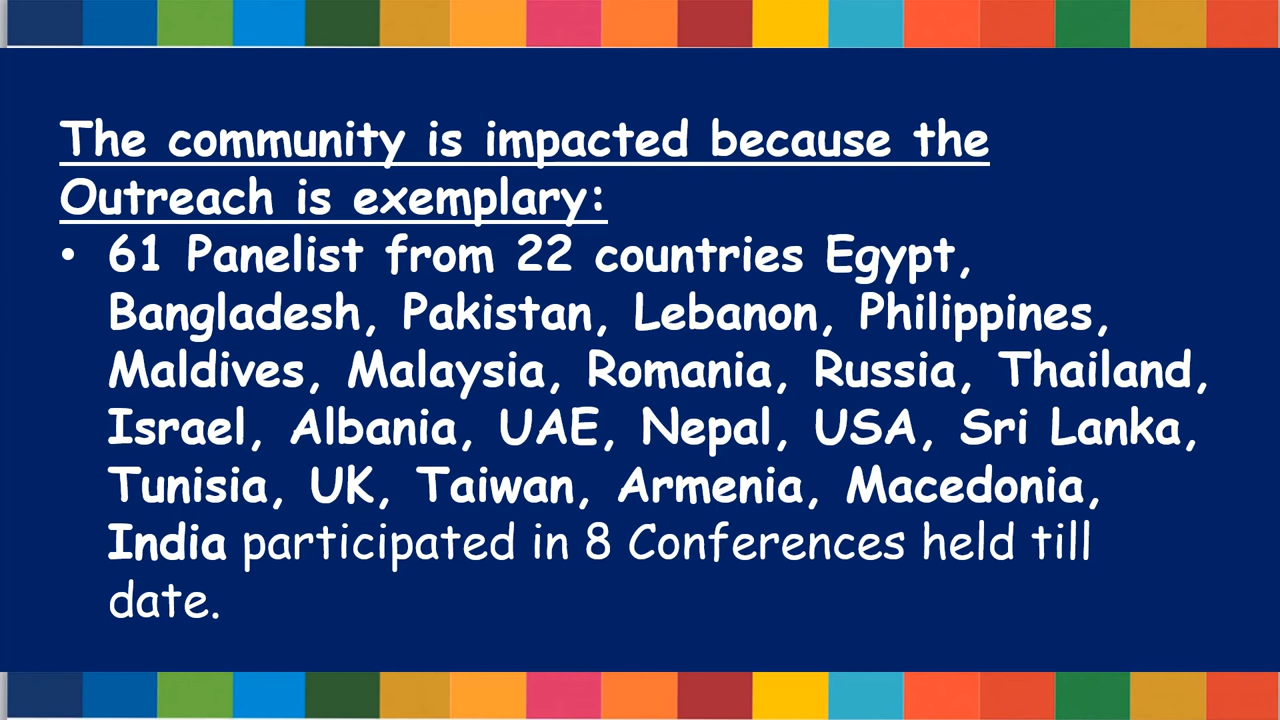 The community is impacted because the
Outreach is exemplary:
• 61 Panelist from 22 countries Egypt,
Bangladesh, Pakistan, Lebanon, Philippines,
Maldives, Malaysia, Romania, Russia, Thailand,
Israel, Albania, UAE, Nepal, USA, Sri Lanka,
Tunisia, UK, Taiwan, Armenia, Macedonia,
India participated in 8 Conferences held till
date.